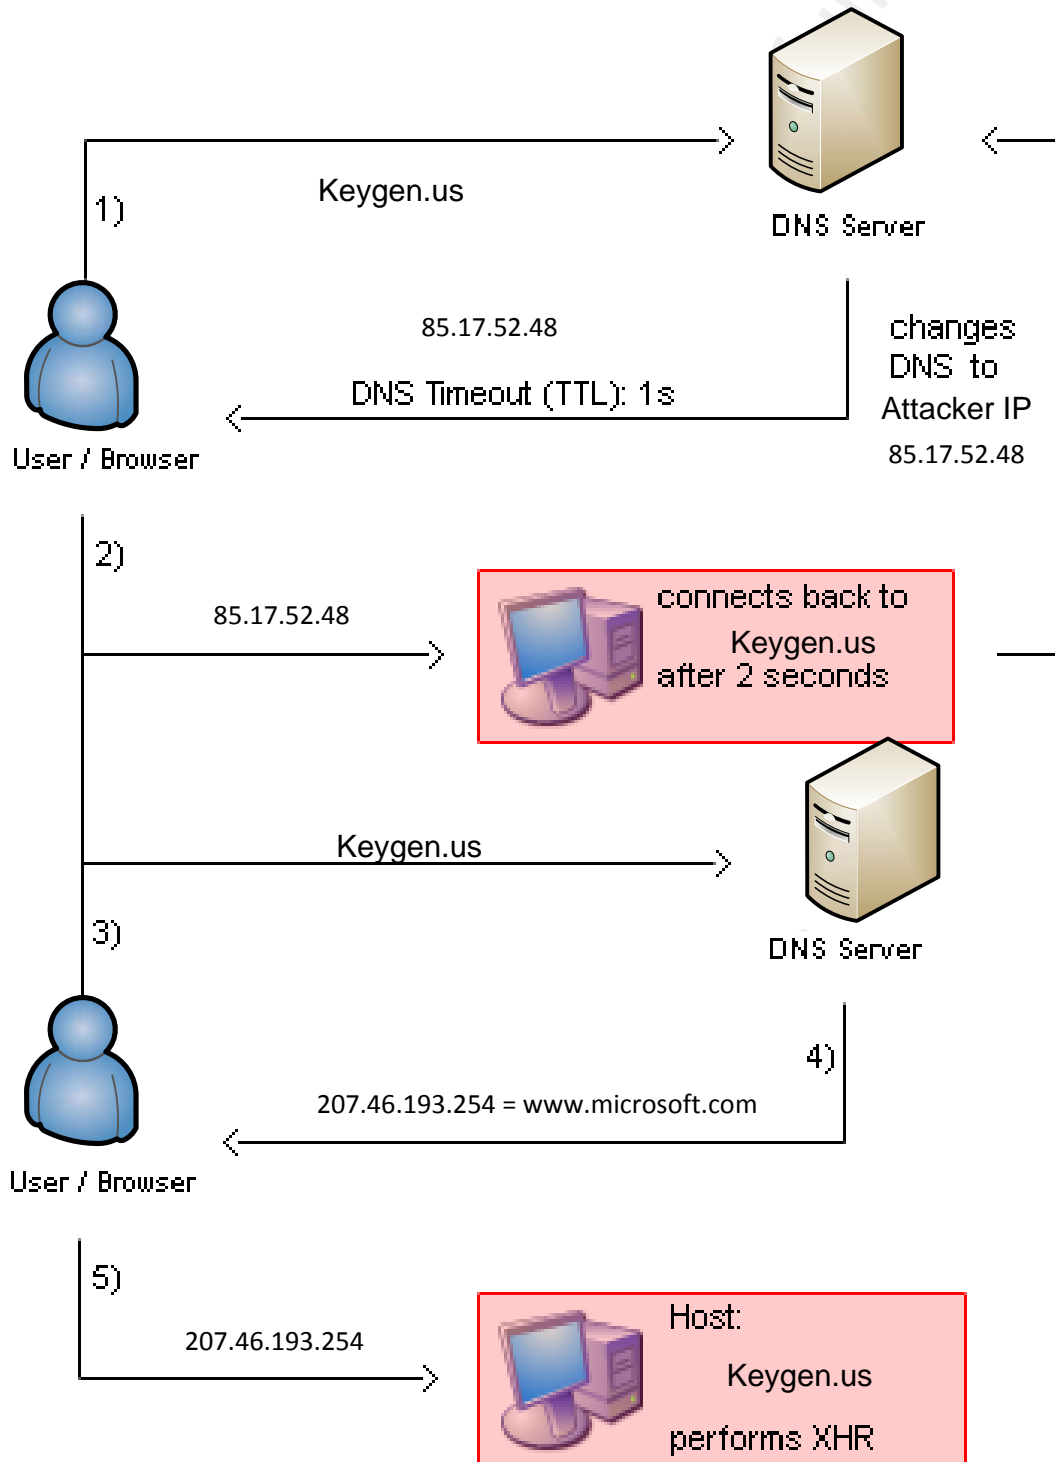 Keygen.us
1)
DNS Server
85.17.52.48
DNS Timeout (TTL): 1s
changes
DNS to
Attacker IP
85.17.52.48
User / Browser
2)
85.17.52.48
connects back to
Keygen.us
after 2 seconds
Keygen.us
3)
DNS Server
4)
207.46.193.254 = www.microsoft.com
User / Browser
5)
207.46.193.254
Host:
Keygen.us
performs XHR